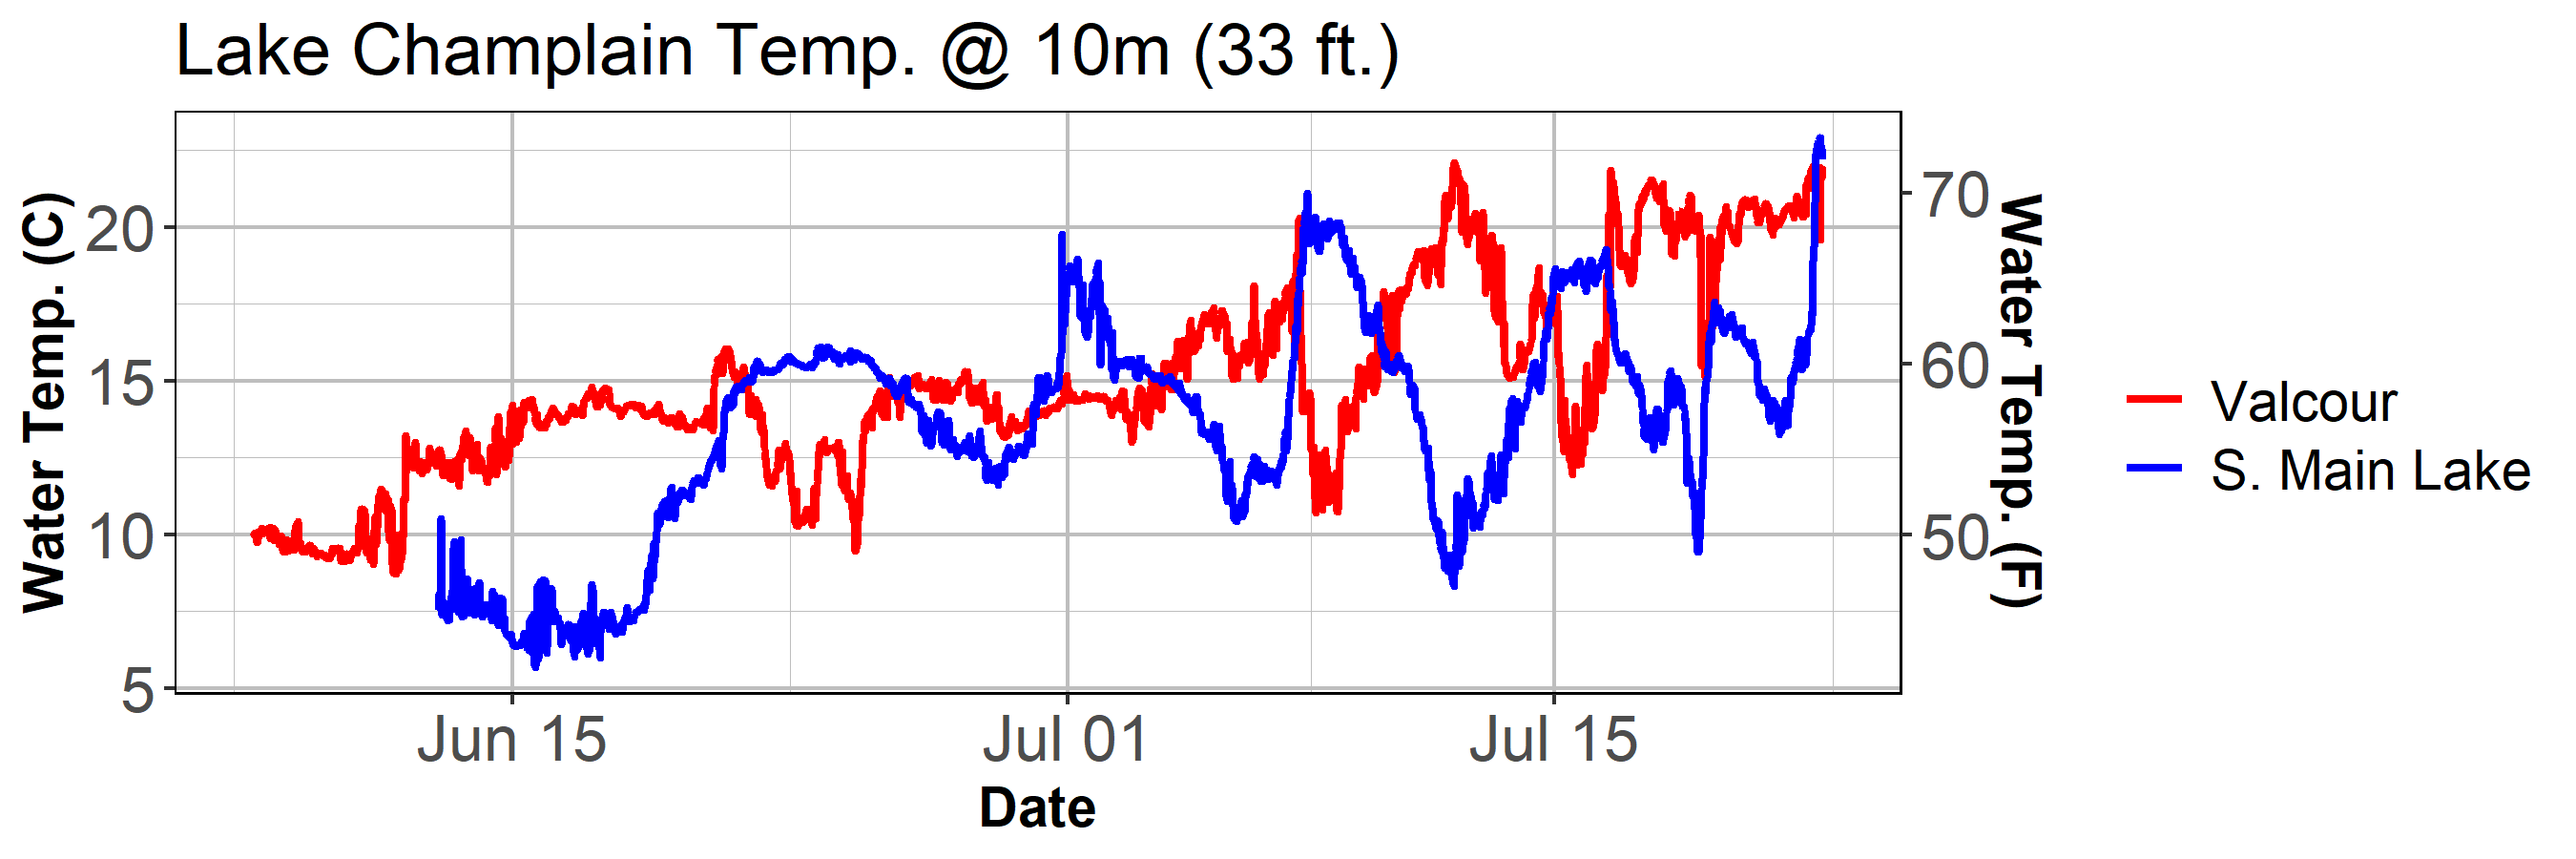 Lake Champlain Temp. @ 10m (33 ft.)
Water Temp. (C)
20
15
10
5
70
60
50
Water Temp. (F)
Jun 15
Jul 01
Jul 15
Date
Valcour
S. Main Lake